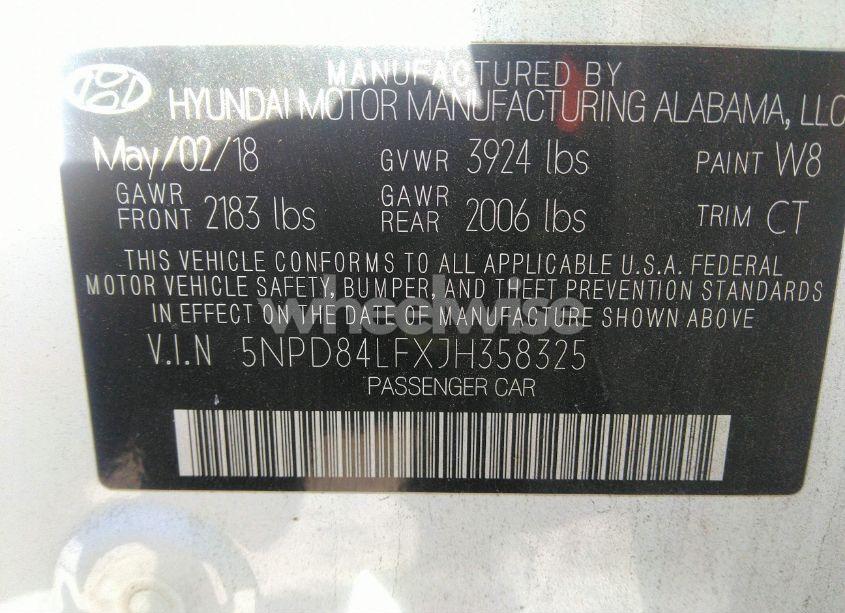 MANUFACTURED BY
HYUNDAI MOTOR MANUFACTURING ALABAMA, LLC
May/02/18 GVWR 3924 lbs PAINT W8
GAWR FRONT 2183 lbs GAWR REAR 2006 lbs TRIM CT
THIS VEHICLE CONFORMS TO ALL APPLICABLE U.S.A. FEDERAL
MOTOR VEHICLE SAFETY, BUMPER, AND THEFT PREVENTION STANDARDS
IN EFFECT ON THE DATE OF MANUFACTURE SHOWN ABOVE
wheelwise
V.I.N 5NPD84LFXJH358325
PASSENGER CAR